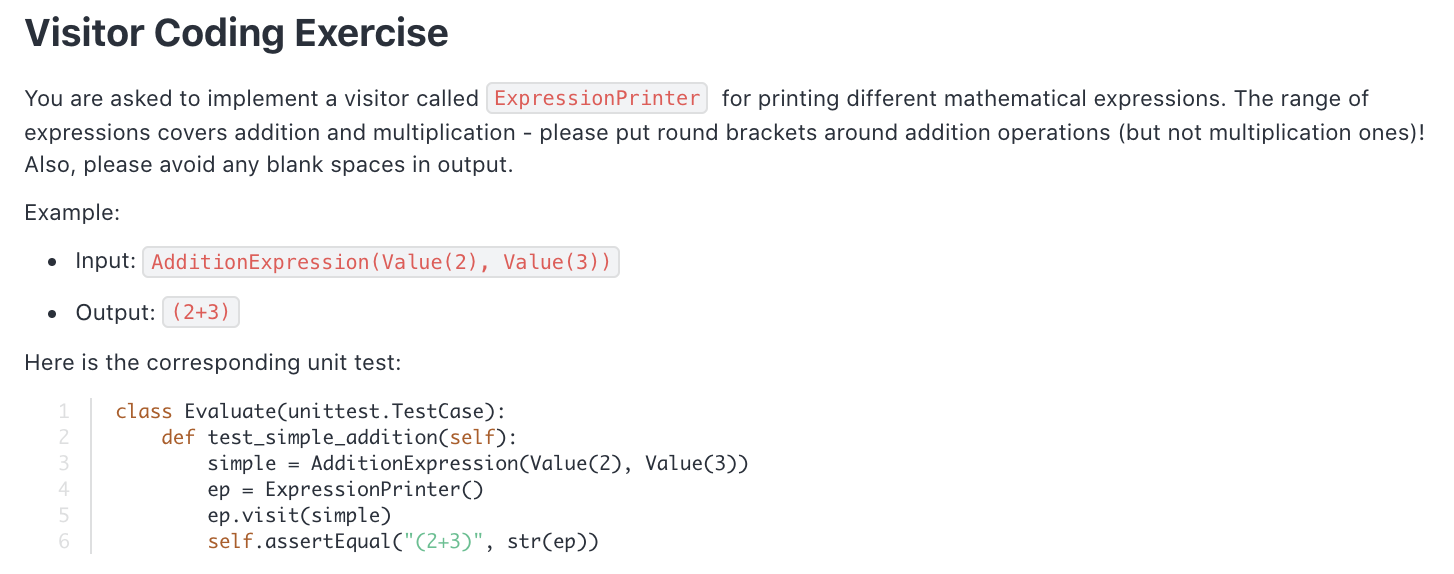 Visitor Coding Exercise
You are asked to implement a visitor called ExpressionPrinter for printing different mathematical expressions. The range of
expressions covers addition and multiplication - please put round brackets around addition operations (but not multiplication ones)!
Also, please avoid any blank spaces in output.
Example:
• Input: AdditionExpression(Value(2), Value(3))
• Output: (2+3)
Here is the corresponding unit test:
1 class Evaluate(unittest.TestCase):
2     def test_simple_addition(self):
3         simple = AdditionExpression(Value(2), Value(3))
4         ep = ExpressionPrinter()
5         ep.visit(simple)
6         self.assertEqual("(2+3)", str(ep))